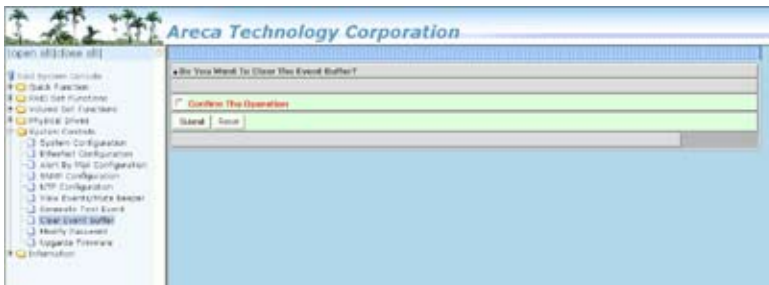 Areca Technology Corporation
|open all|close all|
Raid System Console
Quick Function
RAID Set Functions
Volume Set Functions
Physical Drives
System Controls
System Configuration
EtherNet Configuration
Alert By Mail Configuration
SNMP Configuration
NTP Configuration
View Events/Mute Beeper
Generate Test Event
Clear Event Buffer
Modify Password
Upgrade Firmware
Information
Do You Want To Clear The Event Buffer?
Confirm The Operation
Submit Reset